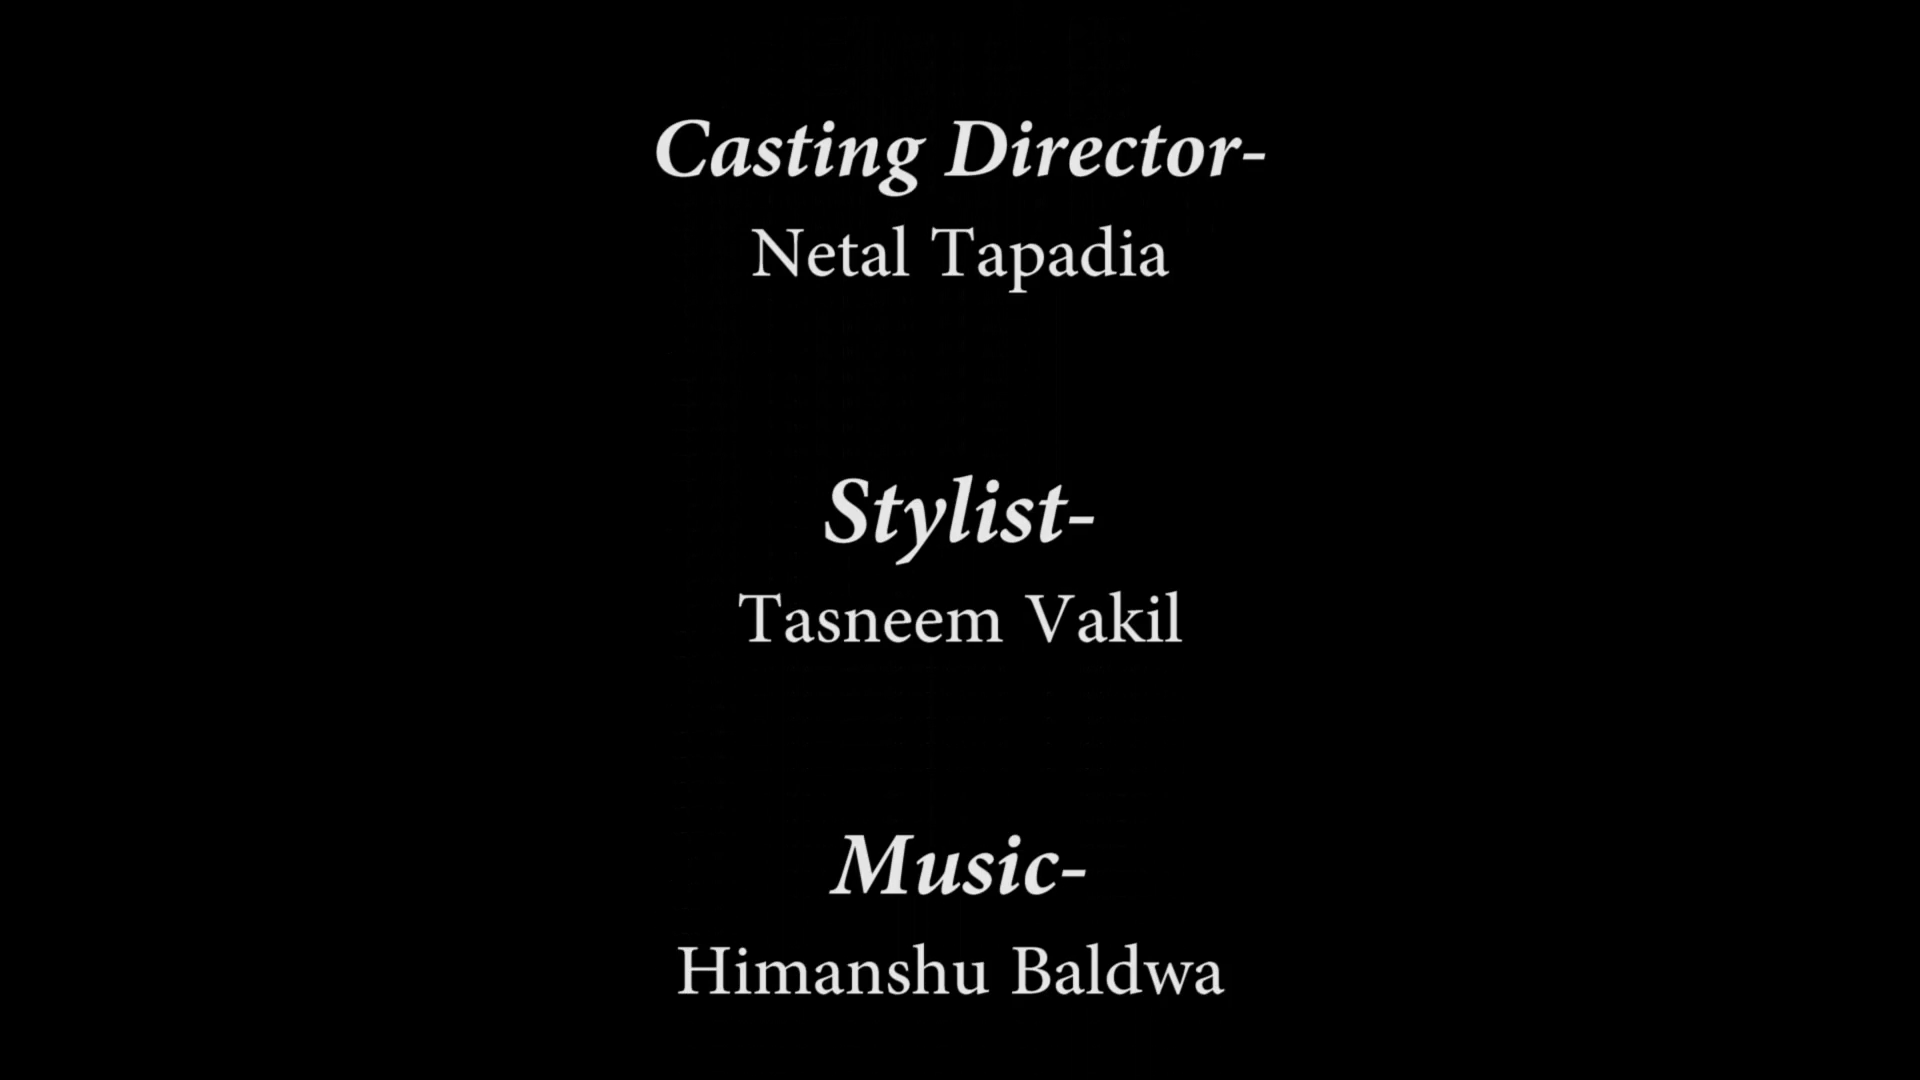 Casting Director-
Netal Tapadia
Stylist-
Tasneem Vakil
Music-
Himanshu Baldwa